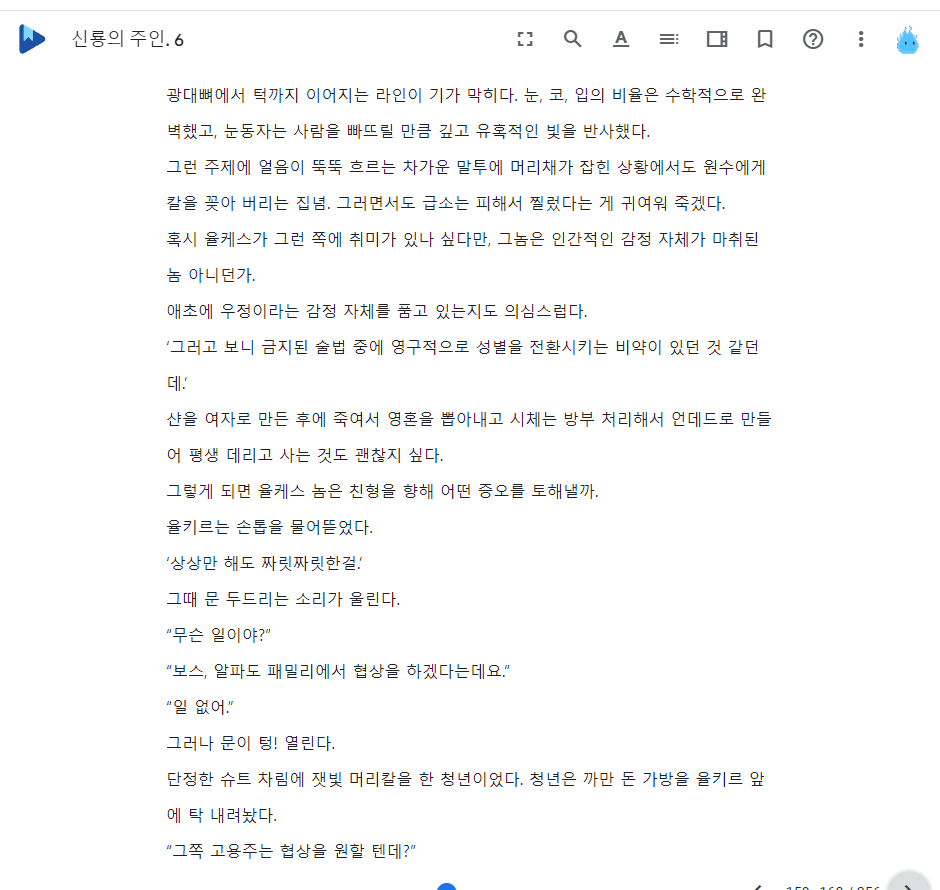 신룡의 주인. 6
광대뼈에서 턱까지 이어지는 라인이 기가 막히다. 눈, 코, 입의 비율은 수학적으로 완
벽했고, 눈동자는 사람을 빠뜨릴 만큼 깊고 유혹적인 빛을 반사했다.
그런 주제에 얼음이 뚝뚝 흐르는 차가운 말투에 머리채가 잡힌 상황에서도 원수에게
칼을 꽂아 버리는 집념. 그러면서도 급소는 피해서 찔렀다는 게 귀여워 죽겠다.
혹시 율케스가 그런 쪽에 취미가 있나 싶다만, 그놈은 인간적인 감정 자체가 마취된
놈 아니던가.
애초에 우정이라는 감정 자체를 품고 있는지도 의심스럽다.
‘그러고 보니 금지된 술법 중에 영구적으로 성별을 전환시키는 비약이 있던 것 같던
데.’
샨을 여자로 만든 후에 죽여서 영혼을 뽑아내고 시체는 방부 처리해서 언데드로 만들
어 평생 데리고 사는 것도 괜찮지 싶다.
그렇게 되면 율케스 놈은 친형을 향해 어떤 증오를 토해낼까.
율키르는 손톱을 물어뜯었다.
‘상상만 해도 짜릿짜릿한걸.’
그때 문 두드리는 소리가 울린다.
“무슨 일이야?”
“보스, 알파도 패밀리에서 협상을 하겠다는데요.”
“일 없어.”
그러나 문이 텅! 열린다.
단정한 슈트 차림에 잿빛 머리칼을 한 청년이었다. 청년은 까만 돈 가방을 율키르 앞
에 탁 내려놨다.
“그쪽 고용주는 협상을 원할 텐데?”